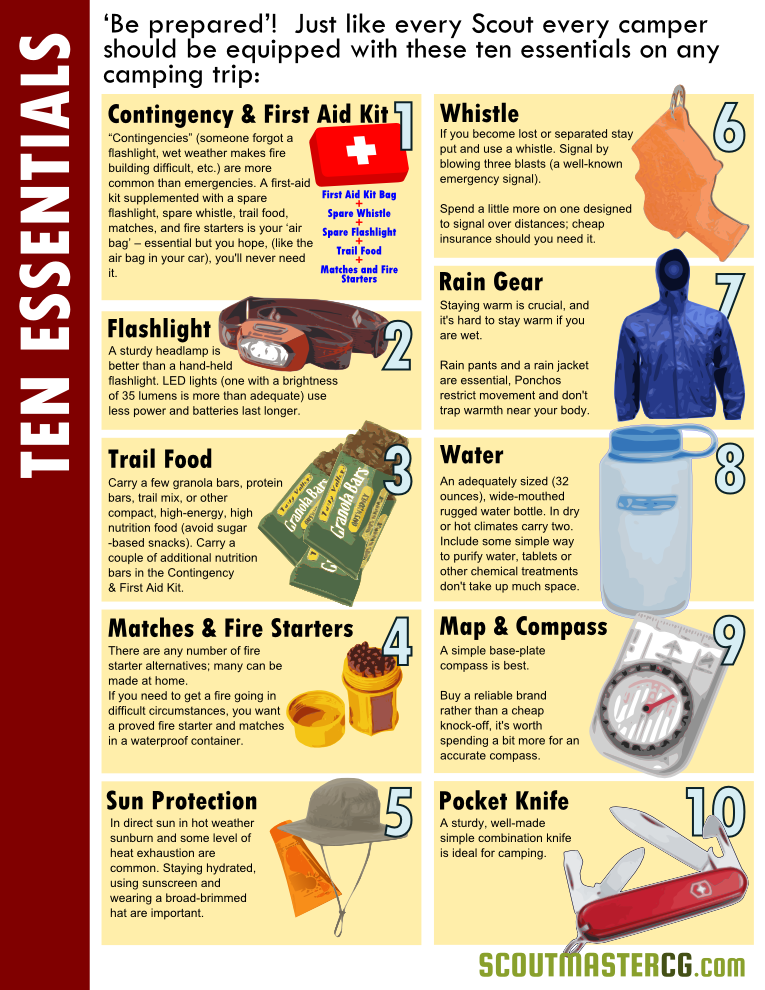 TEN ESSENTIALS
‘Be prepared’!  Just like every Scout every camper
should be equipped with these ten essentials on any
camping trip:
Contingency & First Aid Kit
1
“Contingencies” (someone forgot a
flashlight, wet weather makes fire
building difficult, etc.) are more
common than emergencies. A first-aid
kit supplemented with a spare
flashlight, spare whistle, trail food,
matches, and fire starters is your ‘air
bag’ – essential but you hope, (like the
air bag in your car), you'll never need
it.
First Aid Kit Bag
+
Spare Whistle
+
Spare Flashlight
+
Trail Food
+
Matches and Fire
Starters
Flashlight
2
A sturdy headlamp is
better than a hand-held
flashlight. LED lights (one with a brightness
of 35 lumens is more than adequate) use
less power and batteries last longer.
Trail Food
3
Carry a few granola bars, protein
bars, trail mix, or other
compact, high-energy, high
nutrition food (avoid sugar
-based snacks). Carry a
couple of additional nutrition
bars in the Contingency
& First Aid Kit.
Granola Bars
Granola Bars
Matches & Fire Starters
4
There are any number of fire
starter alternatives; many can be
made at home.
If you need to get a fire going in
difficult circumstances, you want
a proved fire starter and matches
in a waterproof container.
Sun Protection
5
In direct sun in hot weather
sunburn and some level of
heat exhaustion are
common. Staying hydrated,
using sunscreen and
wearing a broad-brimmed
hat are important.
Whistle
6
If you become lost or separated stay
put and use a whistle. Signal by
blowing three blasts (a well-known
emergency signal).
Spend a little more on one designed
to signal over distances; cheap
insurance should you need it.
Rain Gear
7
Staying warm is crucial, and
it's hard to stay warm if you
are wet.
Rain pants and a rain jacket
are essential, Ponchos
restrict movement and don't
trap warmth near your body.
Water
8
An adequately sized (32
ounces), wide-mouthed
rugged water bottle. In dry
or hot climates carry two.
Include some simple way
to purify water, tablets or
other chemical treatments
don't take up much space.
Map & Compass
9
A simple base-plate
compass is best.
Buy a reliable brand
rather than a cheap
knock-off, it's worth
spending a bit more for an
accurate compass.
Pocket Knife
10
A sturdy, well-made
simple combination knife
is ideal for camping.
SCOUTMASTERCG.com